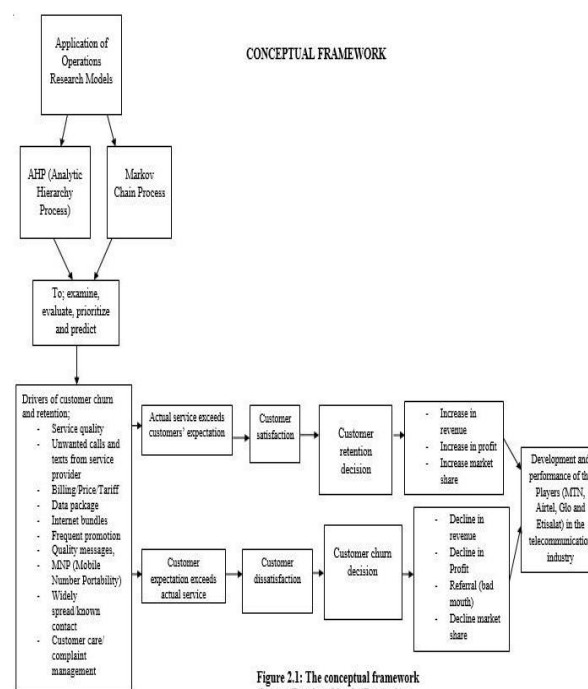 Application of
Operations
Research Models
CONCEPTUAL FRAMEWORK
AHP (Analytic
Hierarchy
Process)
Markov
Chain Process
To; examine,
evaluate, prioritize
and predict
Drivers of customer churn
and retention;
- Service quality
- Unwanted calls and
texts from service
provider
- Billing/Price/Tariff
- Data package
- Internet bundles
- Frequent promotion
- Quality messages,
- MNP (Mobile
Number Portability)
- Widely
spread/known
contact
- Customer care/
complaint
management
Actual service exceeds
customers' expectation
Customer
satisfaction
Customer
retention
decision
- Increase in
revenue
- Increase in profit
- Increase market
share
Customer
expectation exceeds
actual service
Customer
dissatisfaction
Customer churn
decision
- Decline in
revenue
- Decline in
Profit
- Referral (bad
mouth)
- Decline market
share
Development and
performance of th
Players (MTN,
Airtel, Glo and
Etisalat) in the
telecommunication
industry
Figure 2.1: The conceptual framework